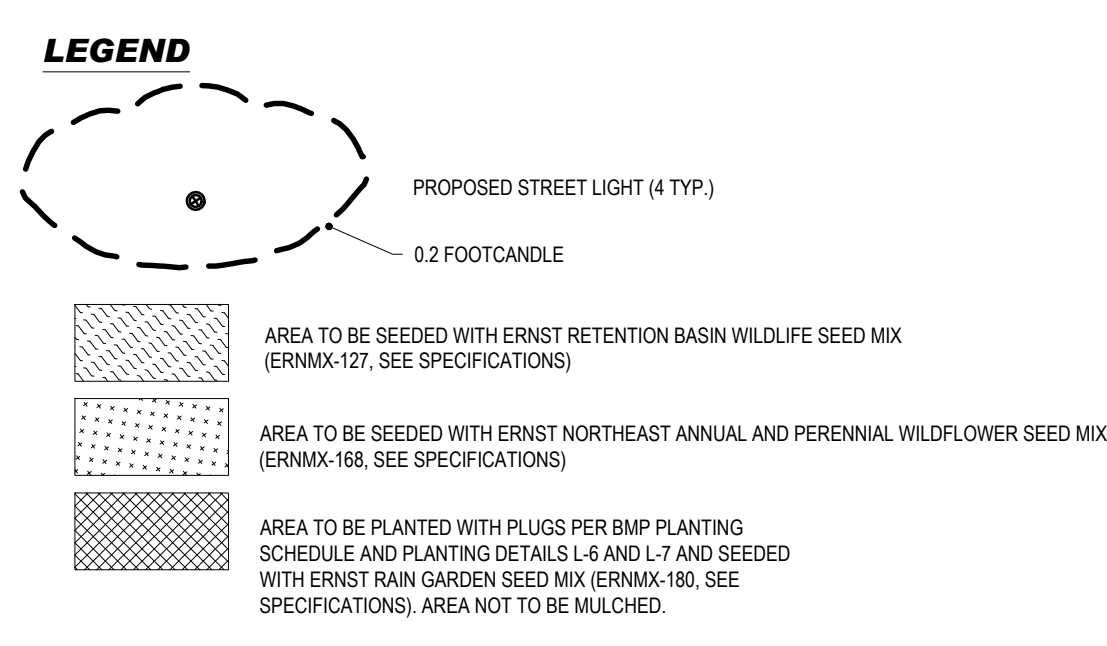 LEGEND
PROPOSED STREET LIGHT (4 TYP.)
0.2 FOOTCANDLE
AREA TO BE SEEDED WITH ERNST RETENTION BASIN WILDLIFE SEED MIX
(ERNMX-127, SEE SPECIFICATIONS)
AREA TO BE SEEDED WITH ERNST NORTHEAST ANNUAL AND PERENNIAL WILDFLOWER SEED MIX
(ERNMX-168, SEE SPECIFICATIONS)
AREA TO BE PLANTED WITH PLUGS PER BMP PLANTING
SCHEDULE AND PLANTING DETAILS L-6 AND L-7 AND SEEDED
WITH ERNST RAIN GARDEN SEED MIX (ERNMX-180, SEE
SPECIFICATIONS). AREA NOT TO BE MULCHED.